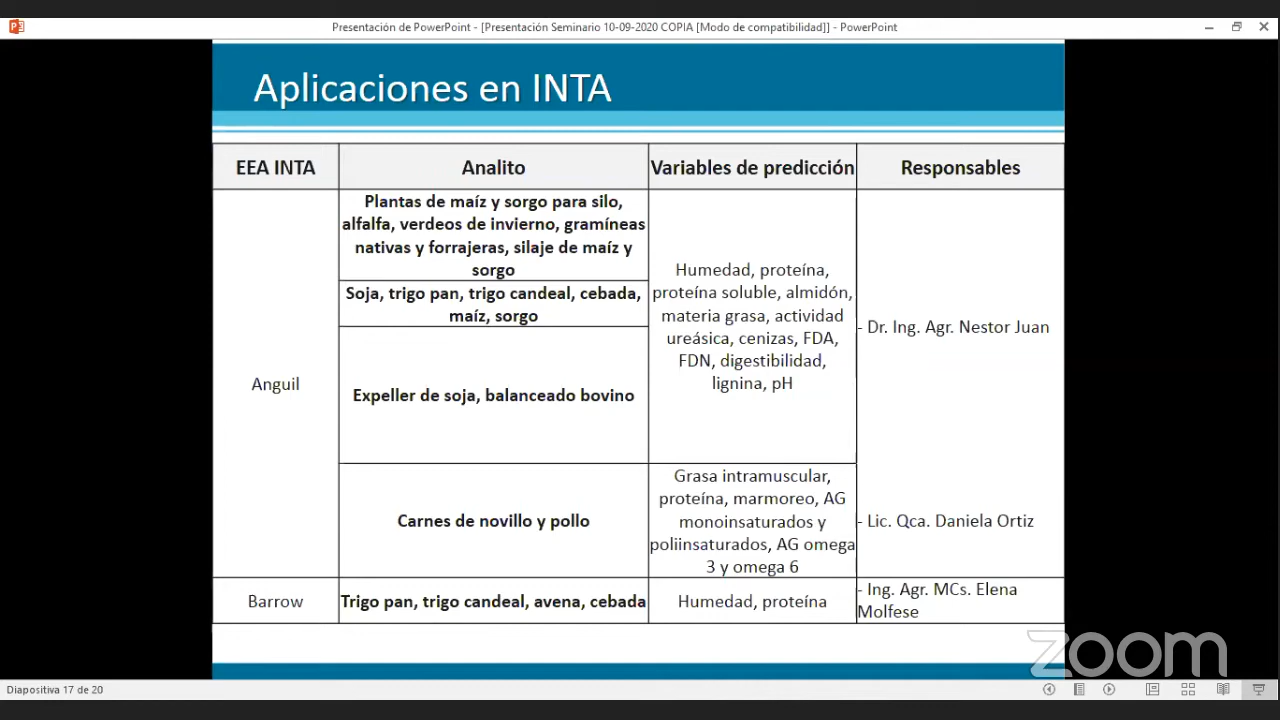 Presentación de PowerPoint - [Presentación Seminario 10-09-2020 COPIA [Modo de compatibilidad]] - PowerPoint
Aplicaciones en INTA
EEA INTA
Analito
Variables de predicción
Responsables
Anguil
Plantas de maíz y sorgo para silo,
alfalfa, verdeos de invierno, gramíneas
nativas y forrajeras, silaje de maíz y
sorgo
Soja, trigo pan, trigo candeal, cebada,
maíz, sorgo
Expeller de soja, balanceado bovino
Humedad, proteína,
proteína soluble, almidón,
materia grasa, actividad
ureásica, cenizas, FDA,
FDN, digestibilidad,
lignina, pH
- Dr. Ing. Agr. Nestor Juan
Carnes de novillo y pollo
Grasa intramuscular,
proteína, marmoreo, AG
monoinsaturados y
poliinsaturados, AG omega
3 y omega 6
- Lic. Qca. Daniela Ortiz
Barrow
Trigo pan, trigo candeal, avena, cebada
Humedad, proteína
- Ing. Agr. MCs. Elena
Molfese
zoom
Diapositiva 17 de 20